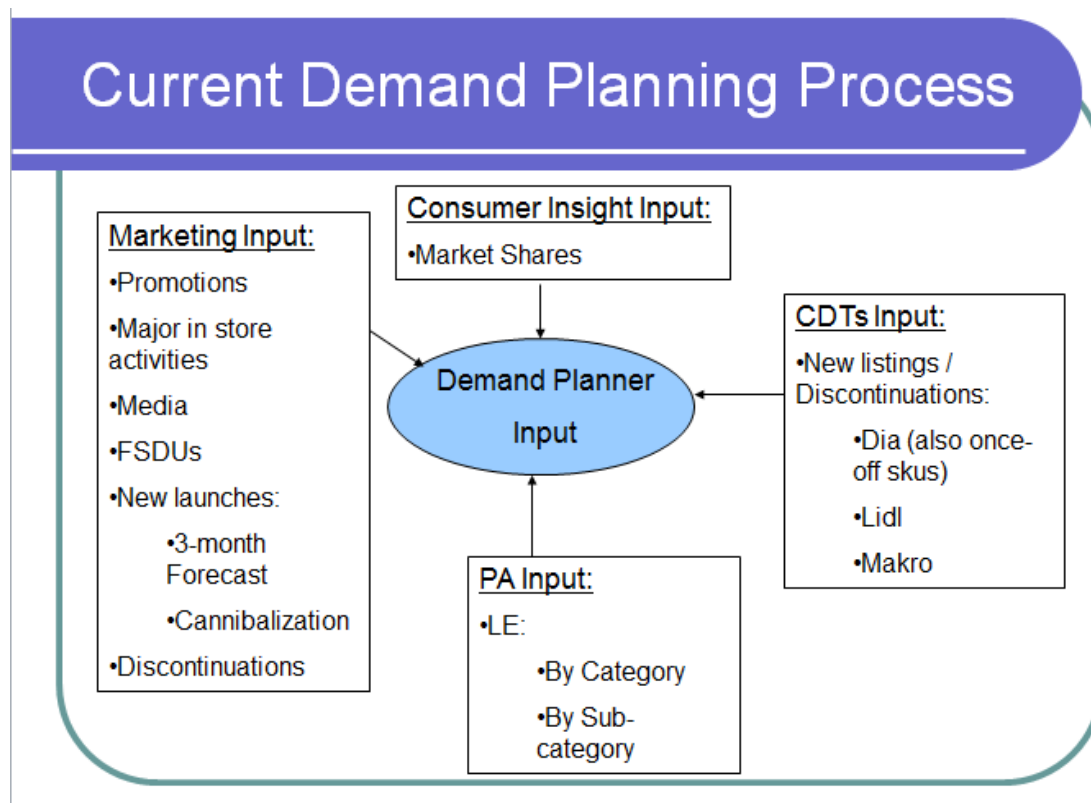 Current Demand Planning Process
Consumer Insight Input:
•Market Shares
Marketing Input:
•Promotions
•Major in store
activities
•Media
•FSDUs
•New launches:
•3-month
Forecast
•Cannibalization
•Discontinuations
Demand Planner
Input
CDTs Input:
•New listings /
Discontinuations:
•Dia (also once-
off skus)
•Lidl
•Makro
PA Input:
•LE:
•By Category
•By Sub-
category